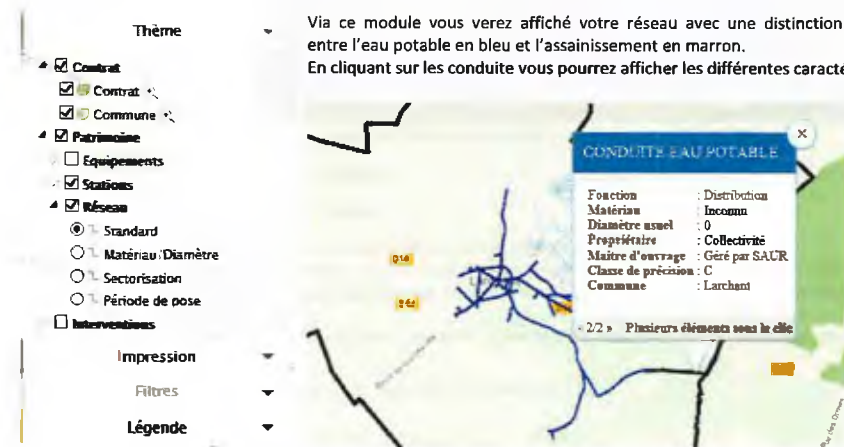 Thème
Contrat
Contrat
Commune
Patrimoine
Equipements
Stations
Réseau
Standard
Matériau/Diamètre
Sectorisation
Période de pose
Interventions
Impression
Filtres
Légende
Via ce module vous verez affiché votre réseau avec une distinction
entre l'eau potable en bleu et l'assainissement en marron.
En cliquant sur les conduite vous pourrez afficher les différentes caracté
CONDUITE EAU POTABLE
Fonction : Distribution
Matériau : Inconnu
Diamètre usuel : 0
Propriétaire : Collectivité
Maitre d'ouvrage : Géré par SAUR
Classe de précision : C
Commune : Larchant
« 2/2 » Plusieurs éléments sous le clic
D16